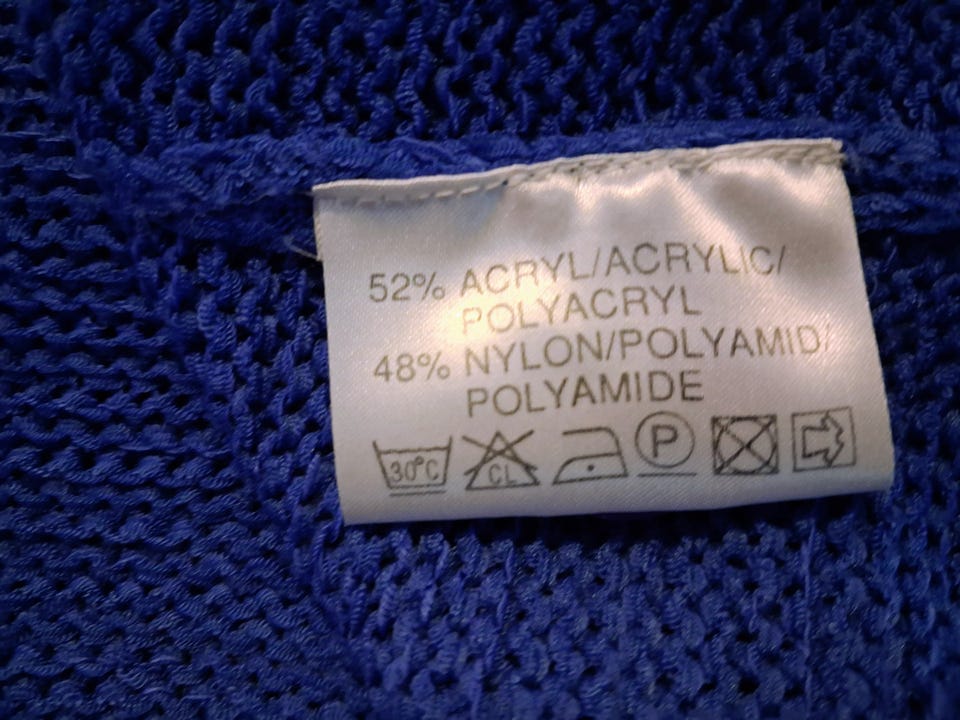 52% ACRYL/ACRYLIC/
POLYACRYL
48% NYLON/POLYAMID/
POLYAMIDE
30°C CL P